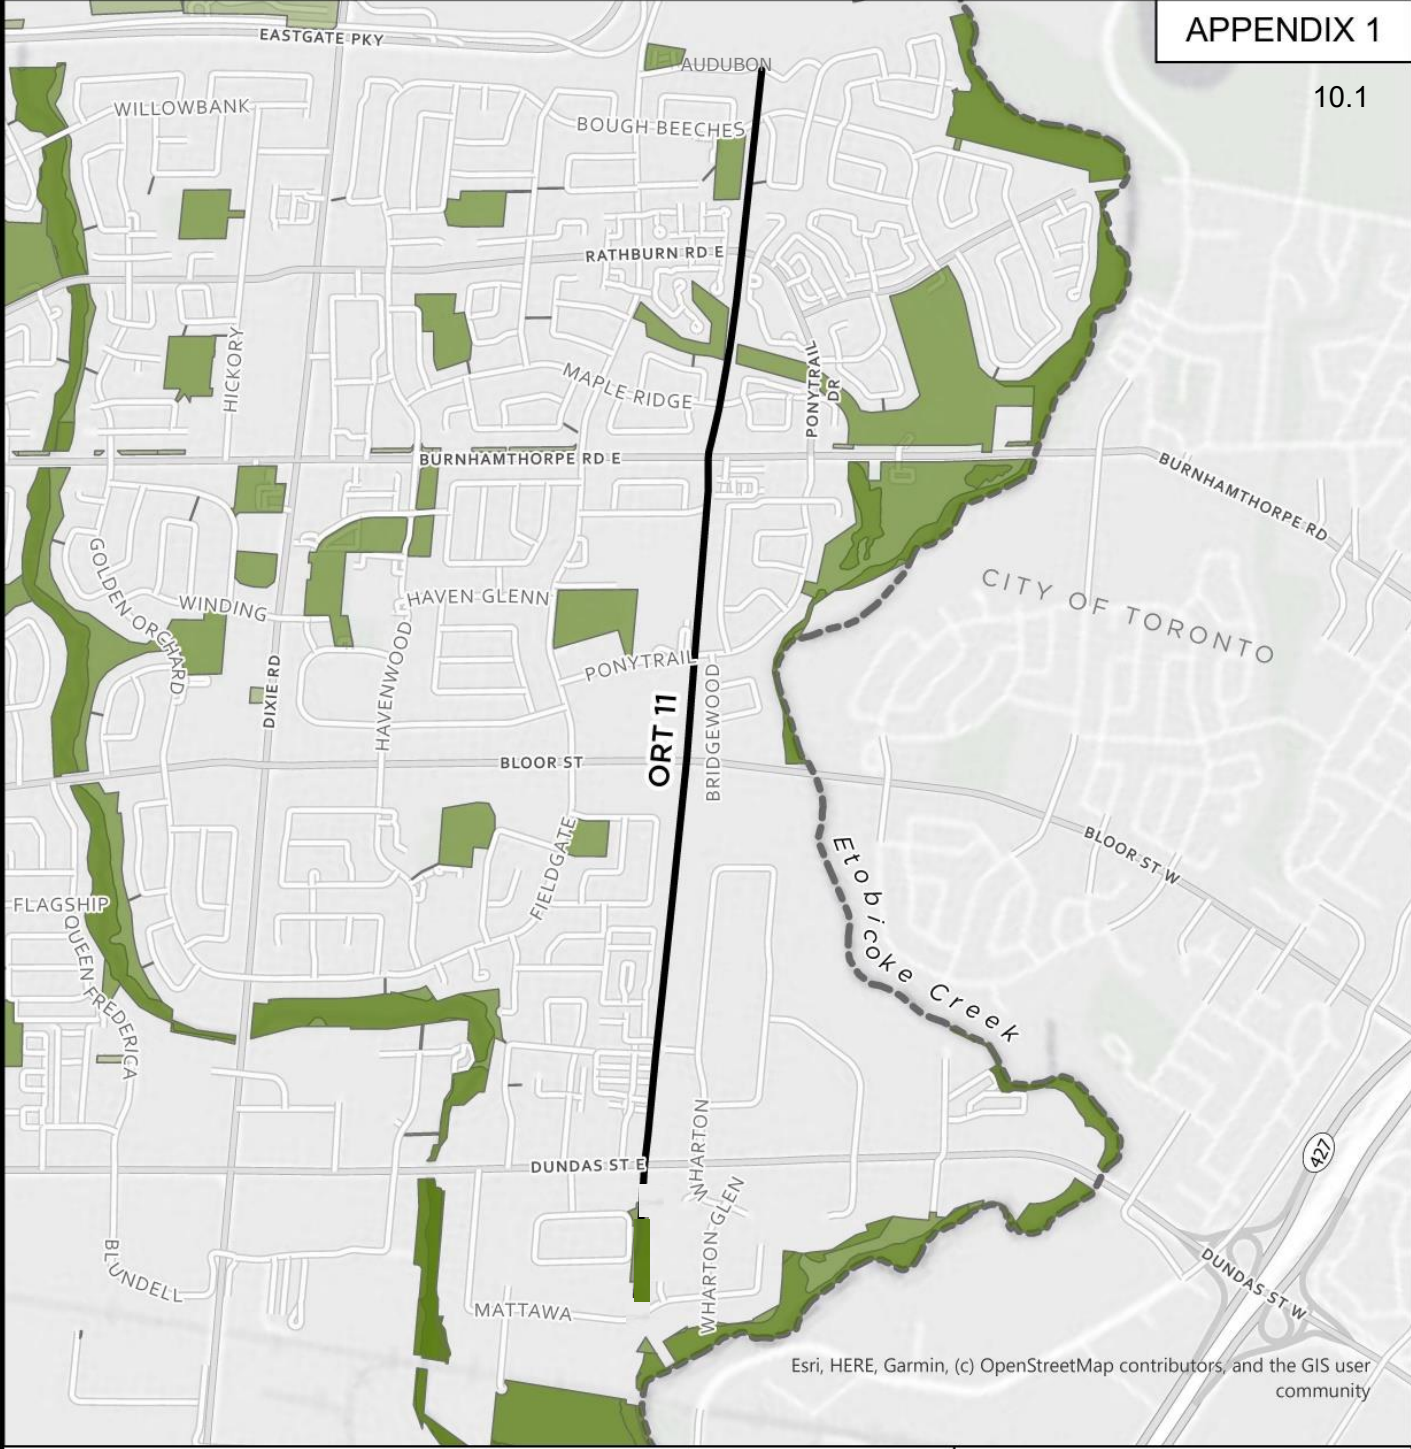 APPENDIX 1
10.1
EASTGATE PKY
AUDUBON
WILLOWBANK
BOUGH BEECHES
RATHBURN RD E
HICKORY
MAPLE RIDGE
PONYTRAIL
DR
BURNHAMTHORPE RD E
BURNHAMTHORPE RD
GOLDEN ORCHARD
WINDING
HAVEN GLENN
CITY OF TORONTO
HAVENWOOD
PONYTRAIL
DIXIE RD
ORT 11
BRIDGEWOOD
BLOOR ST
FIELDGATE
Etobicoke Creek
BLOOR ST W
FLAGSHIP
QUEEN FREDERICA
WHARTON
427
DUNDAS ST E
WHARTON GLEN
BLUNDELL
MATTAWA
DUNDAS ST W
Esri, HERE, Garmin, (c) OpenStreetMap contributors, and the GIS user
community